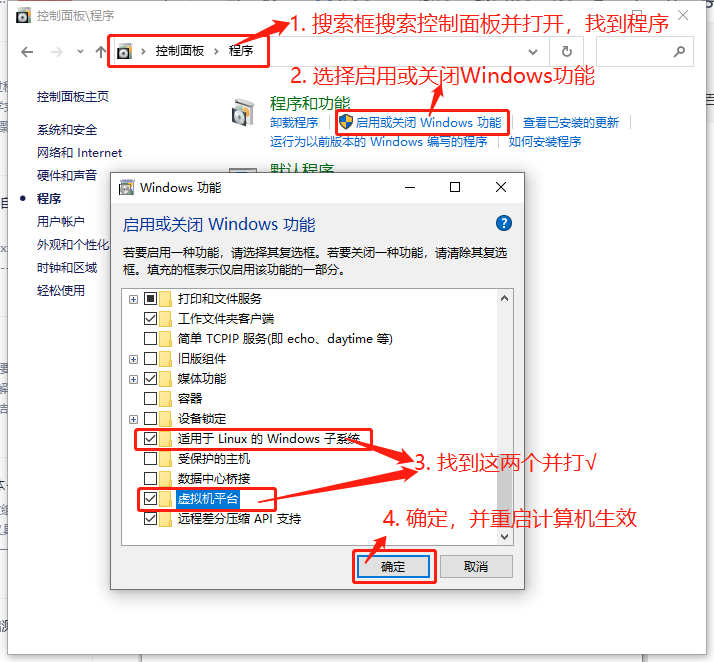 控制面板\程序
1. 搜索框搜索控制面板并打开，找到程序
控制面板 › 程序
2. 选择启用或关闭Windows功能
控制面板主页
程序和功能
卸载程序
启用或关闭 Windows 功能
查看已安装的更新
运行为以前版本的 Windows 编写的程序
如何安装程序
默认程序
系统和安全
网络和 Internet
硬件和声音
程序
用户帐户
外观和个性化
时钟和区域
轻松使用
Windows 功能
启用或关闭 Windows 功能
若要启用一种功能，请选择其复选框。若要关闭一种功能，请清除其复选
框。填充的框表示仅启用该功能的一部分。
打印和文件服务
工作文件夹客户端
简单 TCPIP 服务(即 echo、daytime 等)
旧版组件
媒体功能
容器
设备锁定
适用于 Linux 的 Windows 子系统
受保护的主机
数据中心桥接
虚拟机平台
远程差分压缩 API 支持
3. 找到这两个并打√
4. 确定，并重启计算机生效
确定
取消